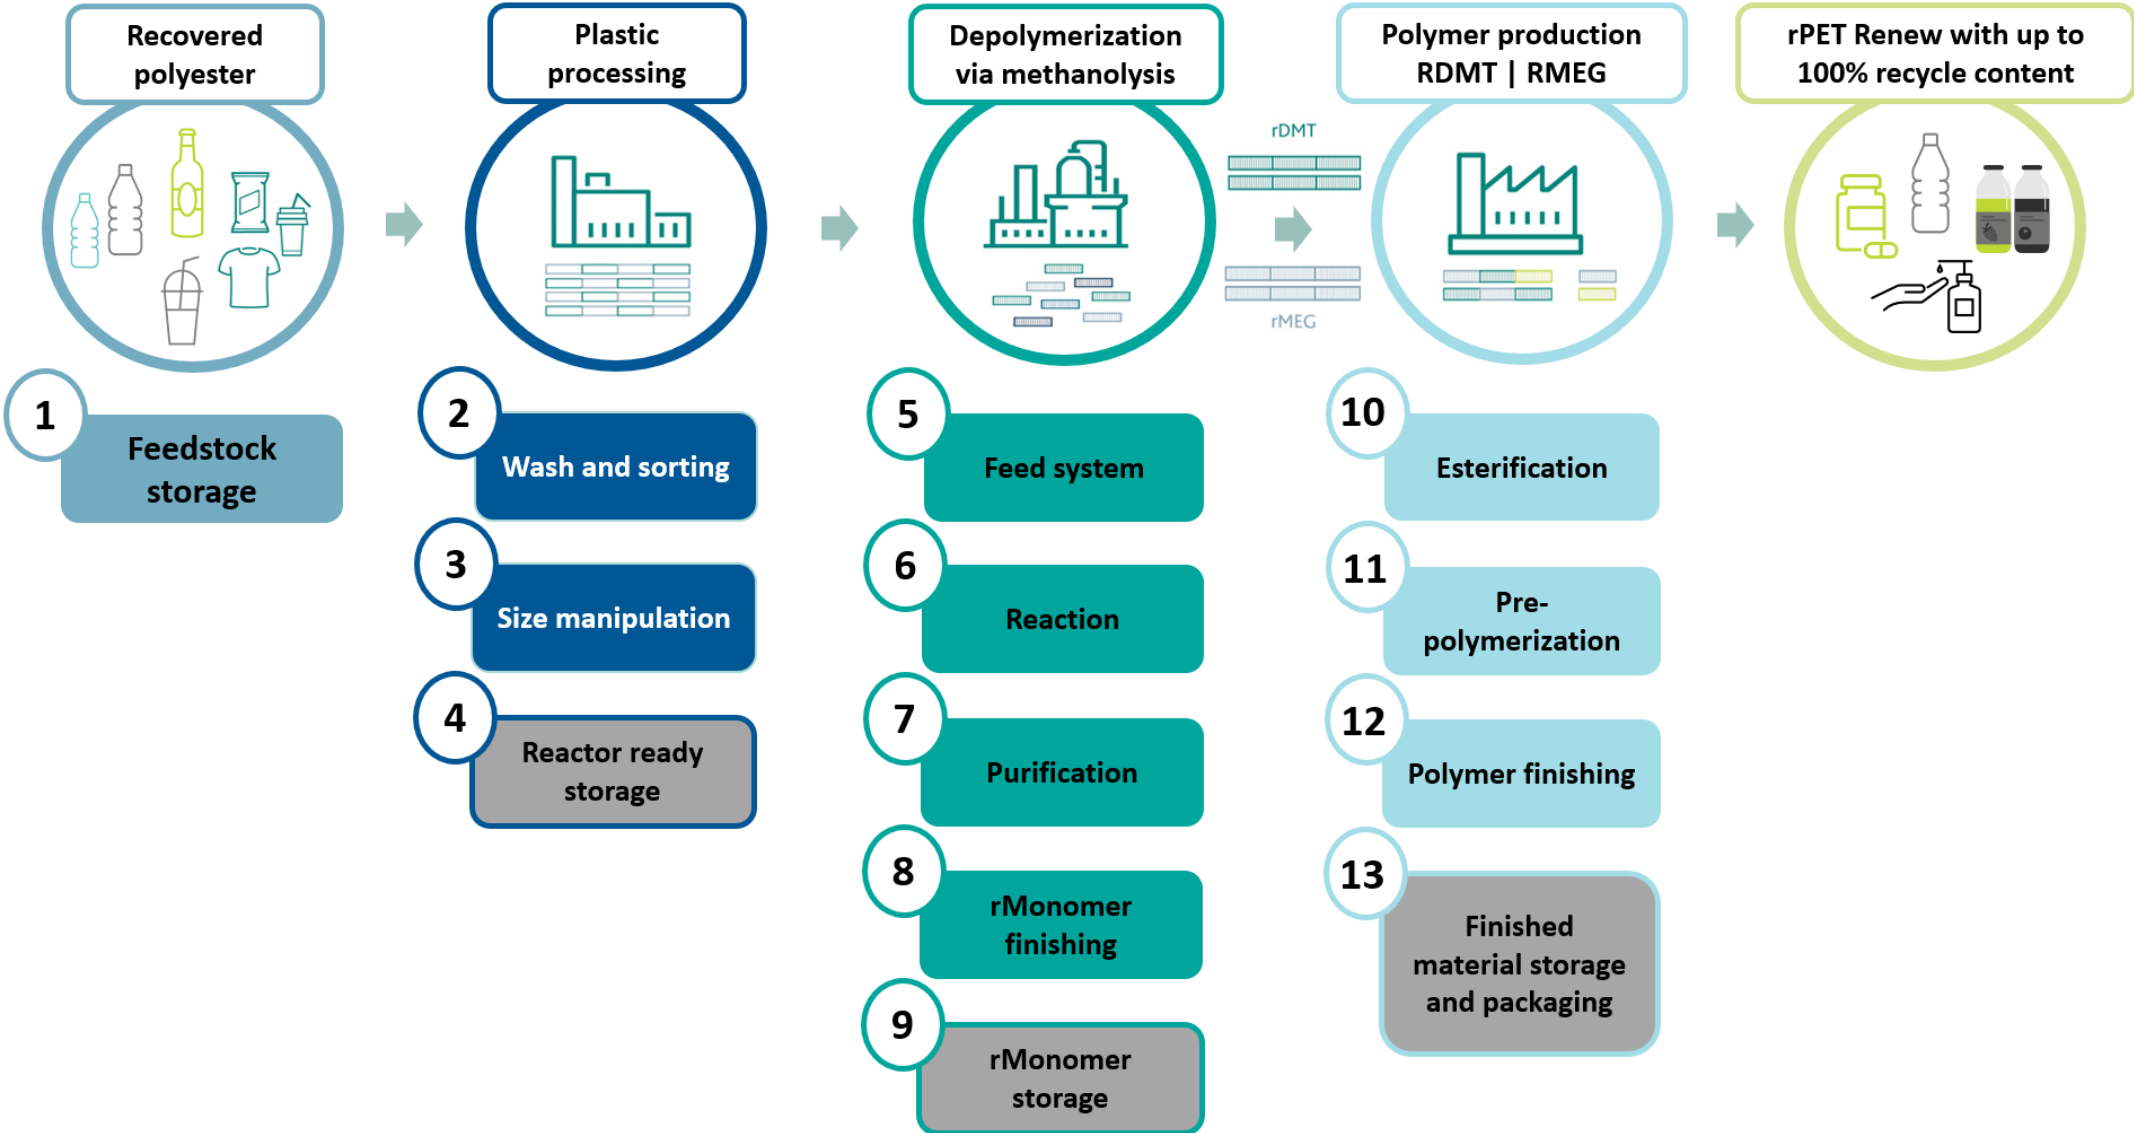 Recovered
polyester
Plastic
processing
Depolymerization
via methanolysis
Polymer production
RDMT | RMEG
rPET Renew with up to
100% recycle content
rDMT
rMEG
1
Feedstock
storage
2
Wash and sorting
3
Size manipulation
4
Reactor ready
storage
5
Feed system
6
Reaction
7
Purification
8
rMonomer
finishing
9
rMonomer
storage
10
Esterification
11
Pre-
polymerization
12
Polymer finishing
13
Finished
material storage
and packaging